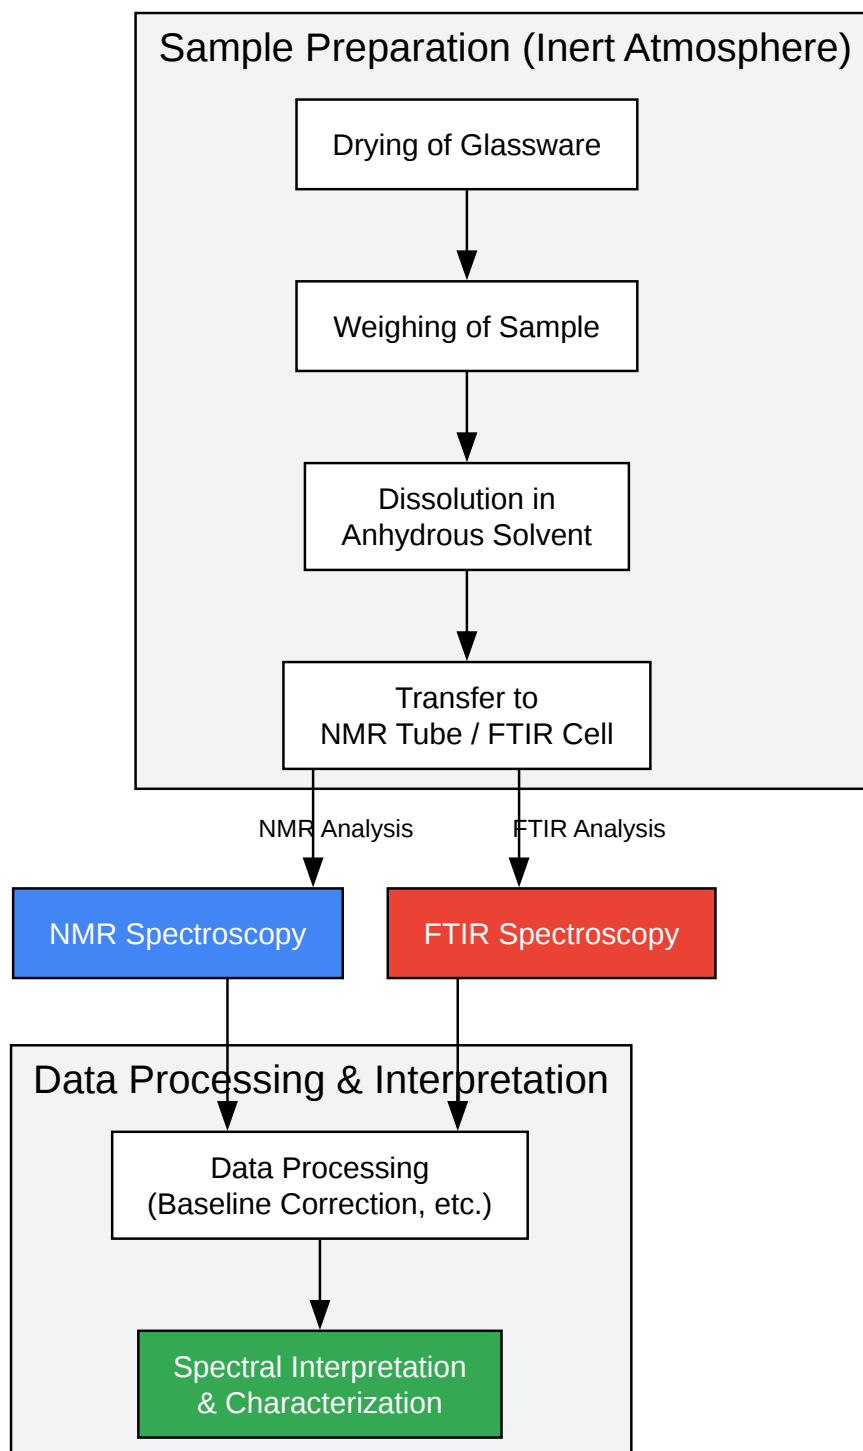 Sample Preparation (Inert Atmosphere)
Drying of Glassware
Weighing of Sample
Dissolution in
Anhydrous Solvent
Transfer to
NMR Tube / FTIR Cell
NMR Analysis
FTIR Analysis
NMR Spectroscopy
FTIR Spectroscopy
Data Processing & Interpretation
Data Processing
(Baseline Correction, etc.)
Spectral Interpretation
& Characterization